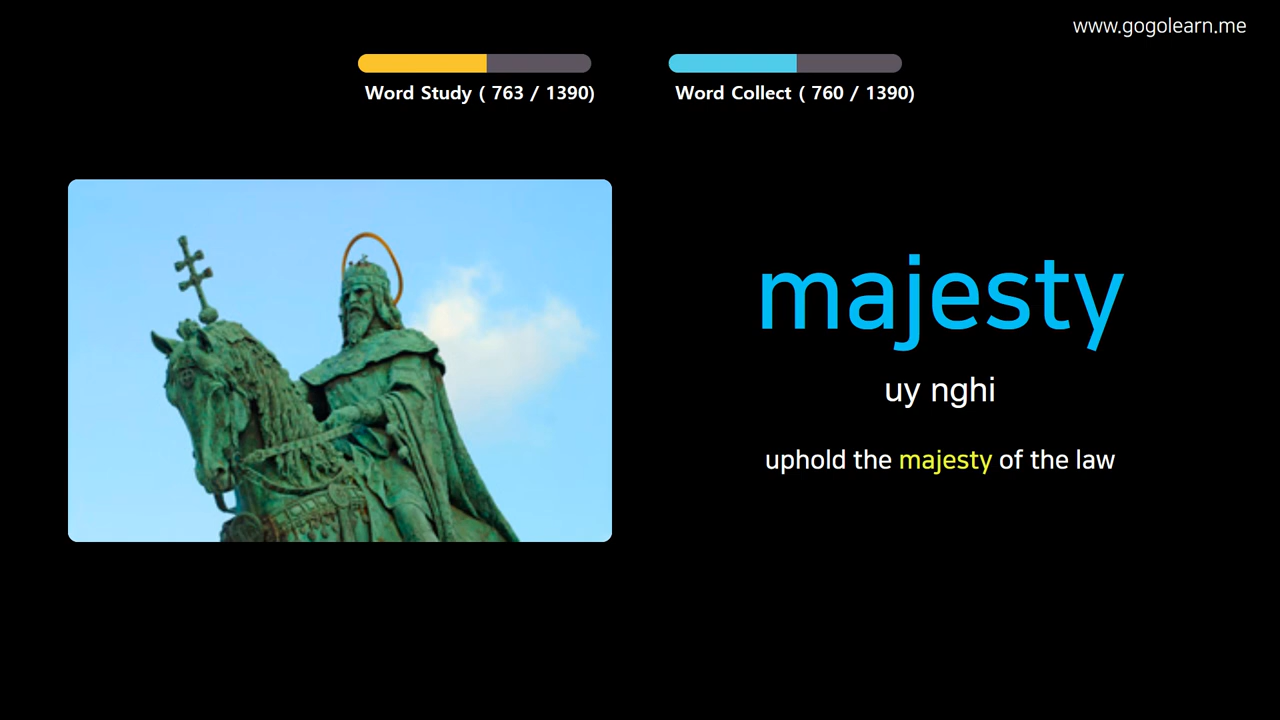 www.gogolearn.me
Word Study ( 763 / 1390)
Word Collect ( 760 / 1390)
majesty
uy nghi
uphold the majesty of the law